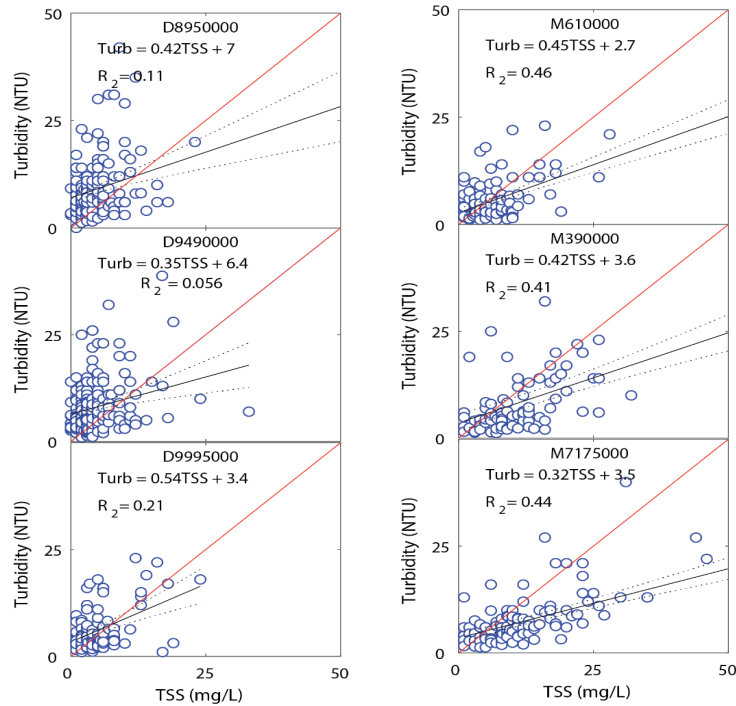 50
D8950000
Turb = 0.42TSS + 7
R 2 = 0.11
25
0
Turbidity (NTU)
50
M610000
Turb = 0.45TSS + 2.7
R 2 = 0.46
25
0
Turbidity (NTU)
D9490000
Turb = 0.35TSS + 6.4
R 2 = 0.056
25
0
Turbidity (NTU)
M390000
Turb = 0.42TSS + 3.6
R 2 = 0.41
25
0
Turbidity (NTU)
D9995000
Turb = 0.54TSS + 3.4
R 2 = 0.21
25
0
Turbidity (NTU)
0 25 50
TSS (mg/L)
M7175000
Turb = 0.32TSS + 3.5
R 2 = 0.44
25
0
Turbidity (NTU)
0 25 50
TSS (mg/L)